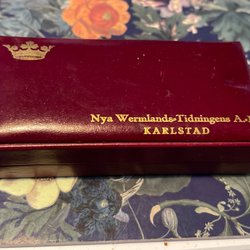 Nya Wermlands-Tidningens A.-
KARLSTAD